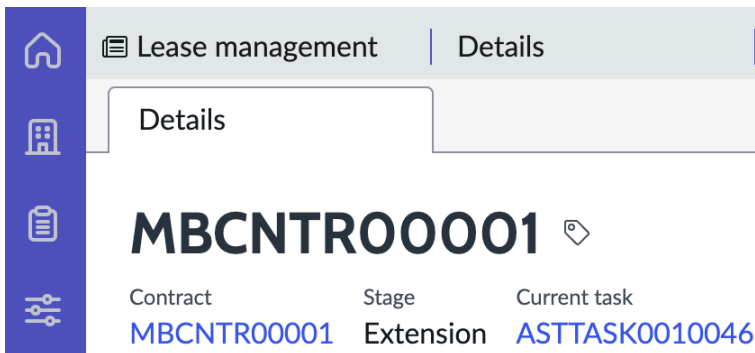 Lease management Details
Details
MBCNTR00001
Contract Stage Current task
MBCNTR00001 Extension ASTTASK0010046